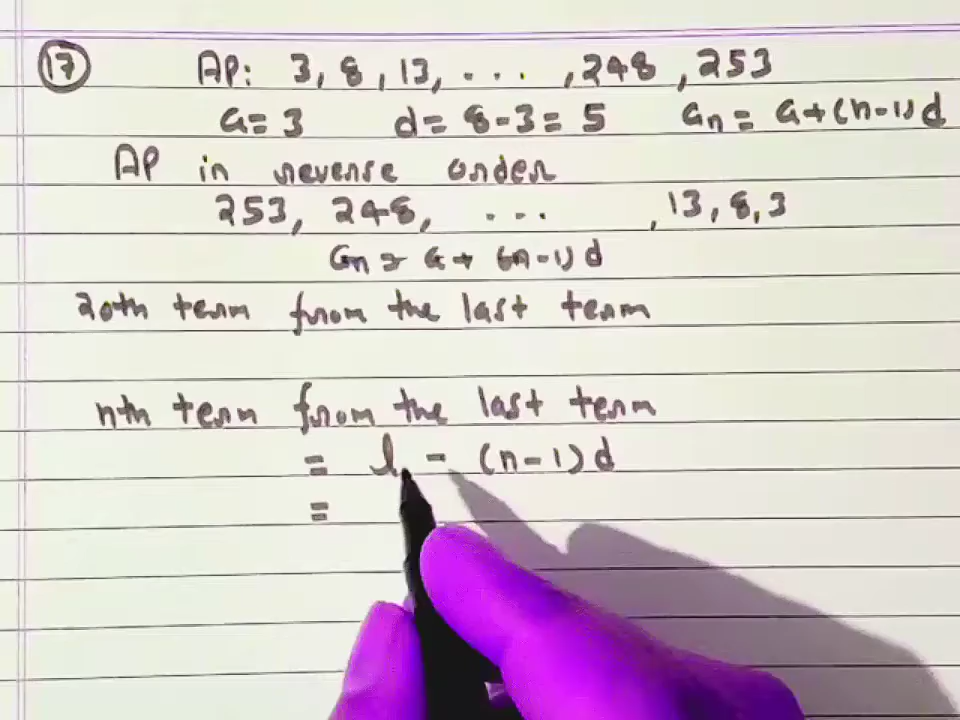 17 AP: 3, 8, 13, . . . , 248, 253
a = 3 d = 8 - 3 = 5 an = a + (n-1)d
AP in reverse order
253, 248, . . . , 13, 8, 3
an = a + (n-1)d
20th term from the last term
nth term from the last term
= l - (n-1)d
=